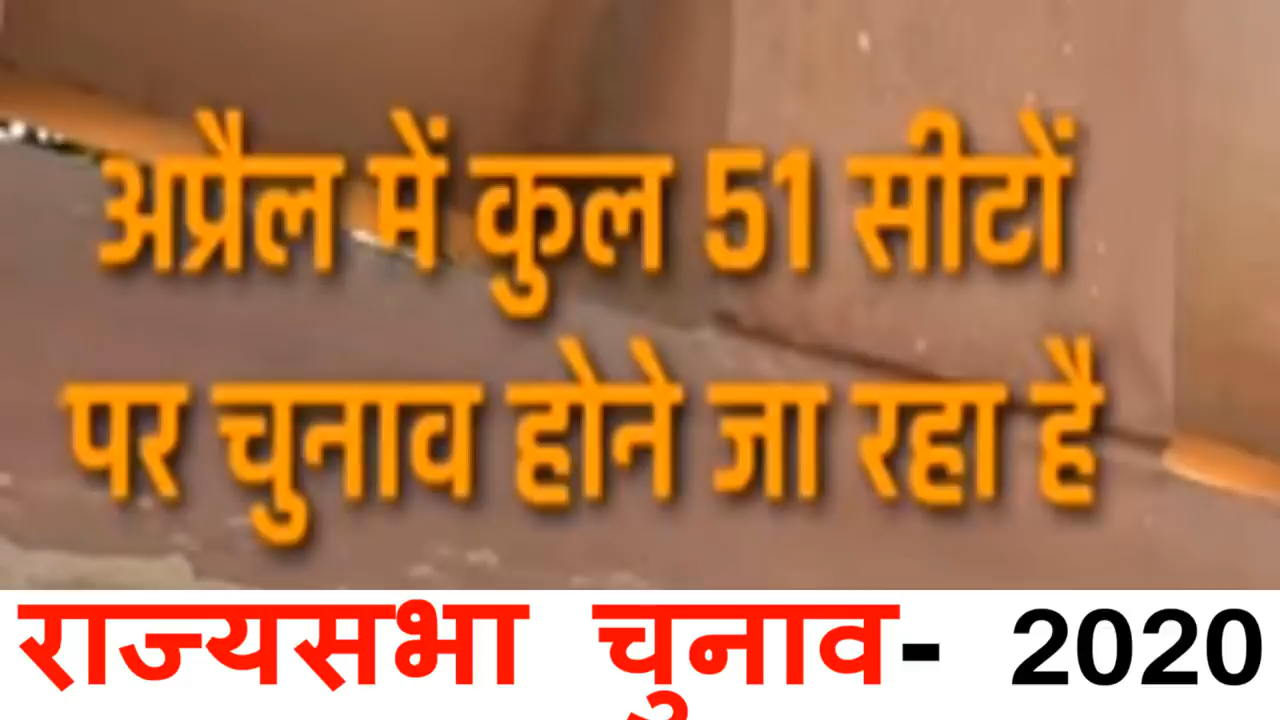 अप्रैल में कुल 51 सीटों
पर चुनाव होने जा रहा है
राज्यसभा चुनाव- 2020